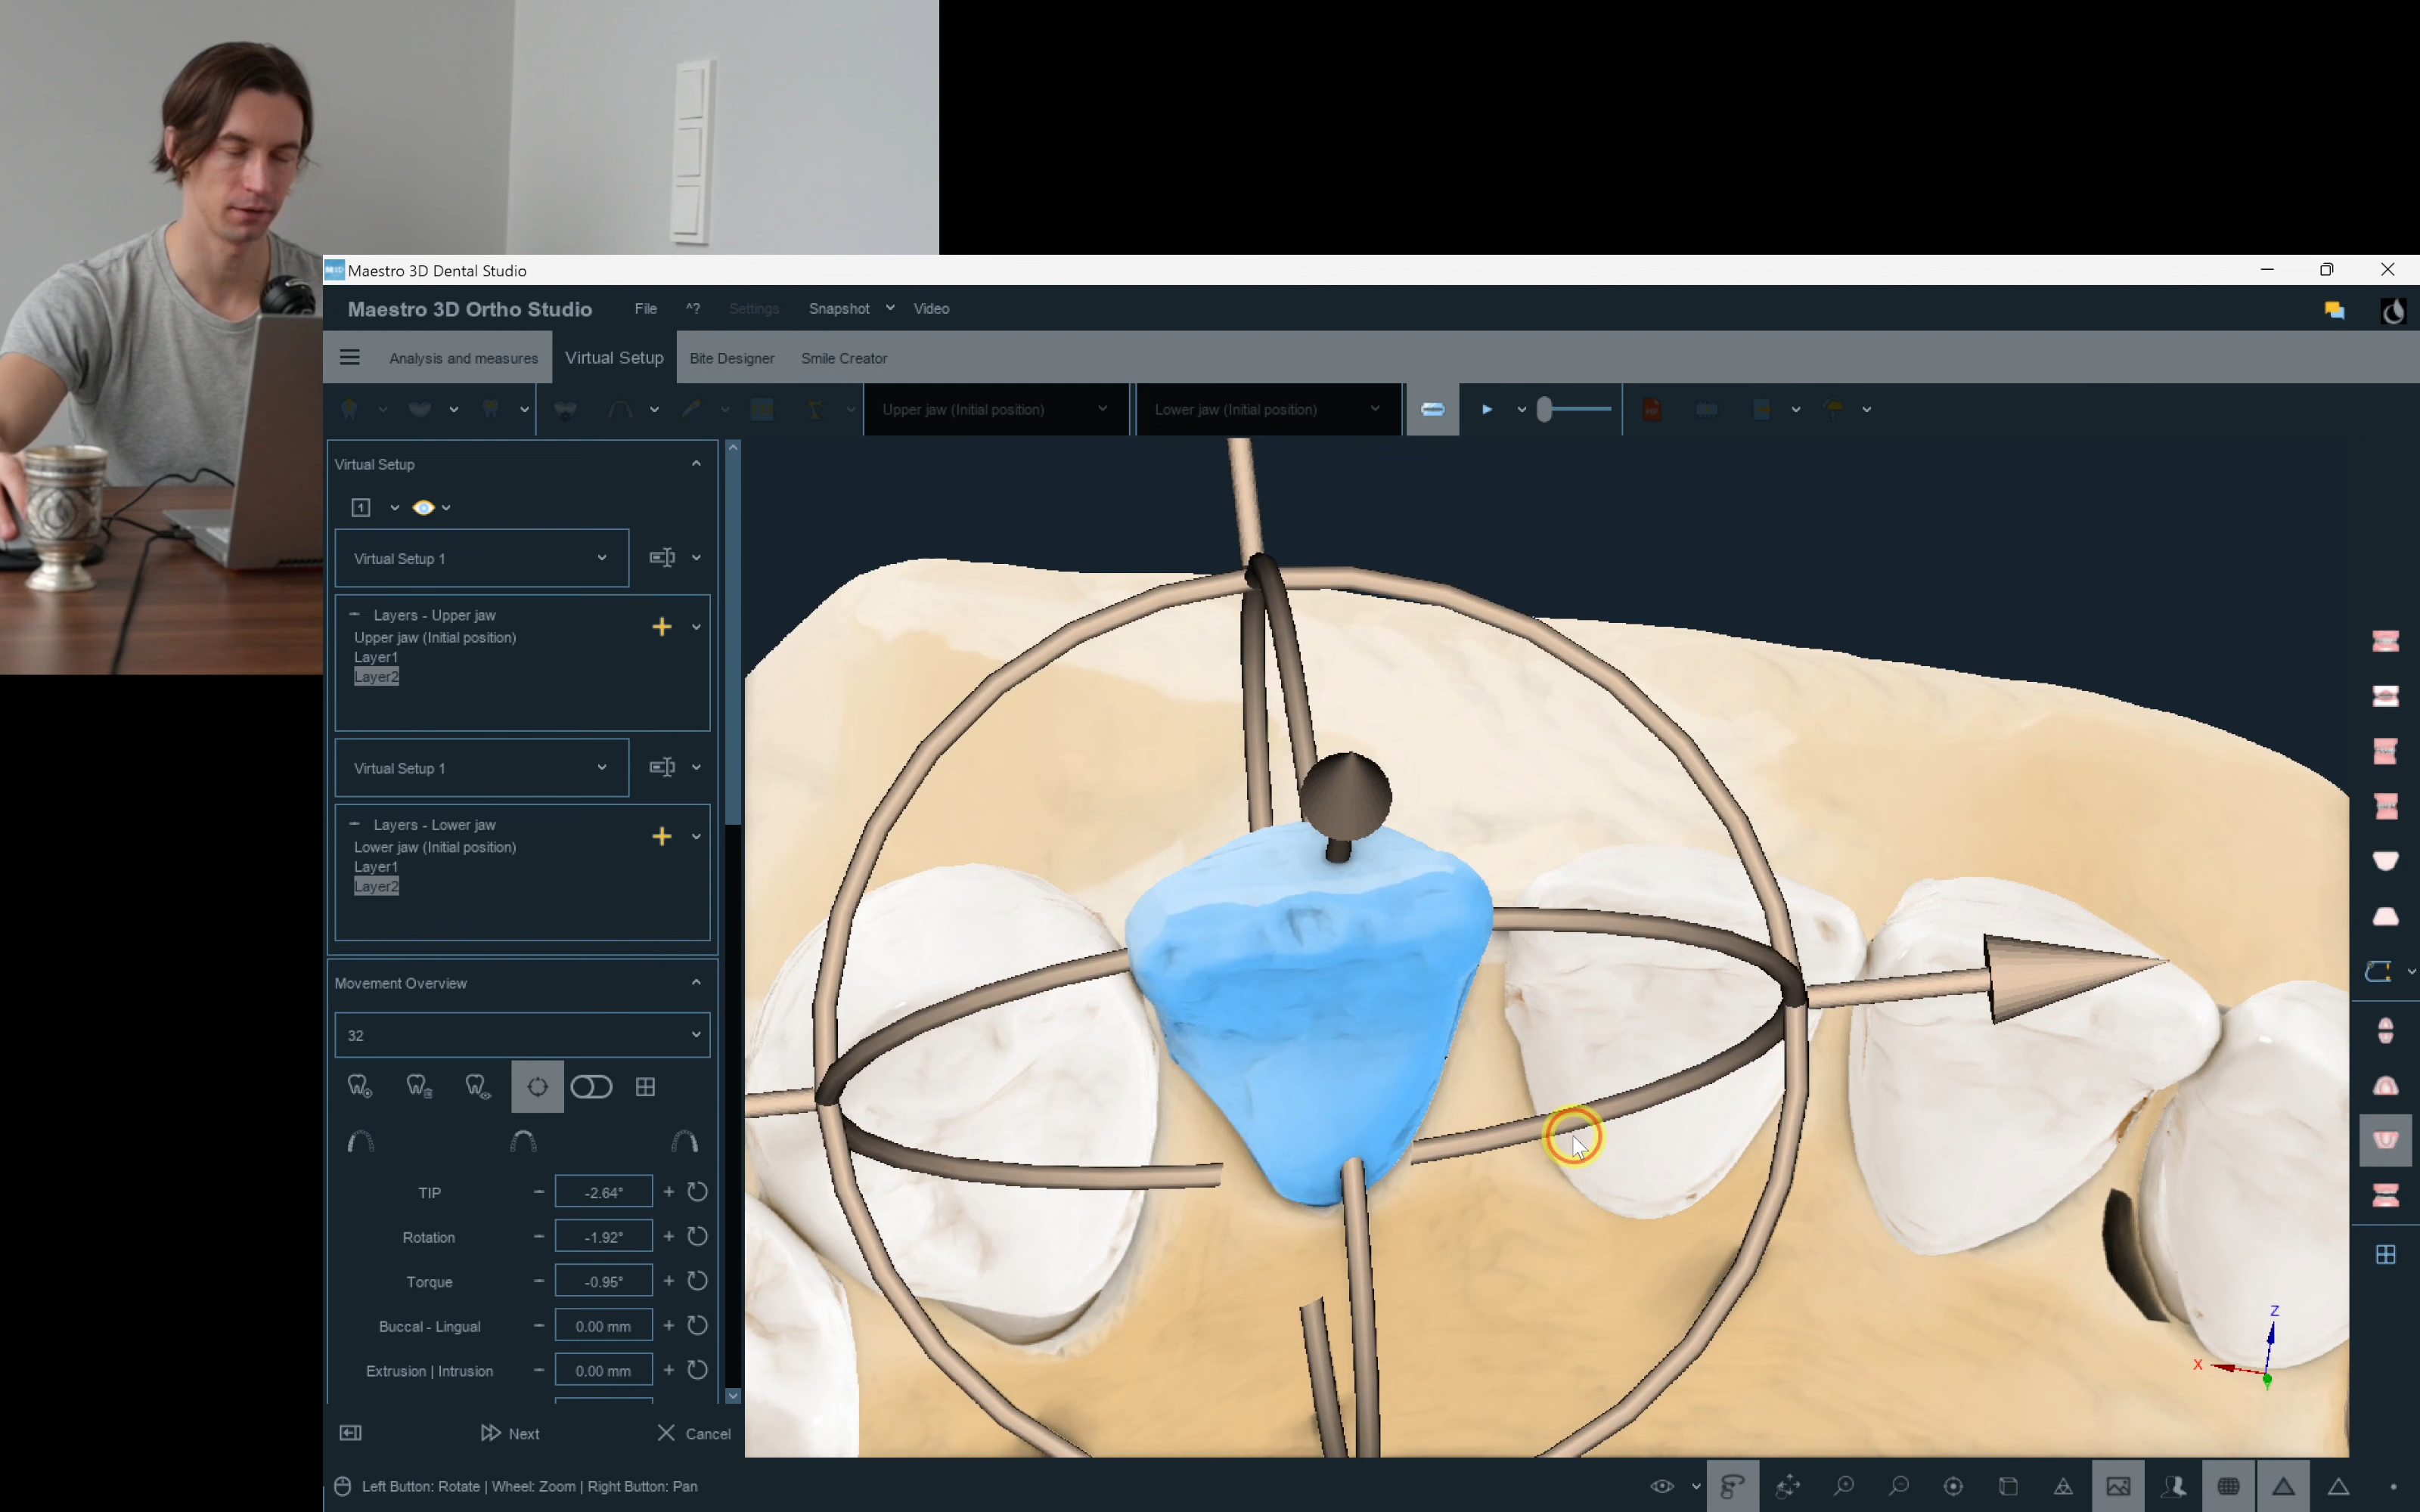 Maestro 3D Dental Studio
Maestro 3D Ortho Studio File ^? Settings Snapshot Video
Analysis and measures Virtual Setup Bite Designer Smile Creator
Upper jaw (Initial position) Lower jaw (Initial position)
Virtual Setup
1
Virtual Setup 1
Layers - Upper jaw
Upper jaw (Initial position)
Layer1
Layer2
Virtual Setup 1
Layers - Lower jaw
Lower jaw (Initial position)
Layer1
Layer2
Movement Overview
32
TIP - -2.64° +
Rotation - -1.92° +
Torque - -0.95° +
Buccal - Lingual - 0.00 mm +
Extrusion | Intrusion - 0.00 mm +
Next Cancel
Left Button: Rotate | Wheel: Zoom | Right Button: Pan
Z
X